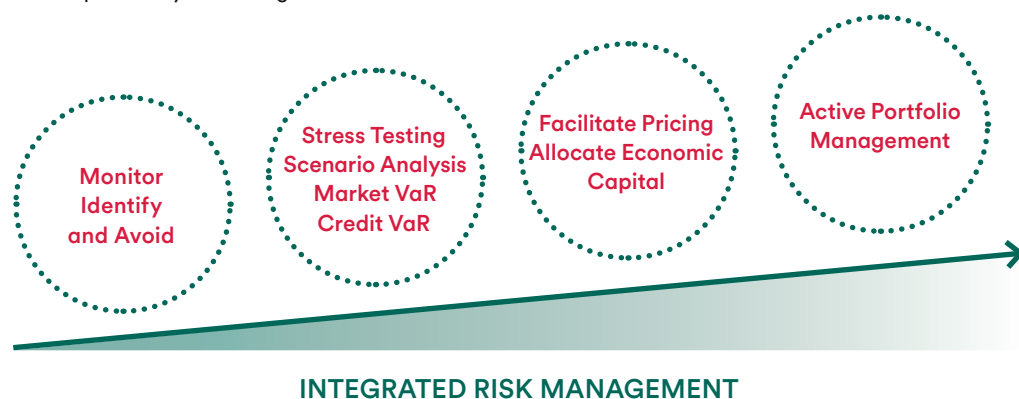 Monitor
Identify
and Avoid
Stress Testing
Scenario Analysis
Market VaR
Credit VaR
Facilitate Pricing
Allocate Economic
Capital
Active Portfolio
Management
INTEGRATED RISK MANAGEMENT